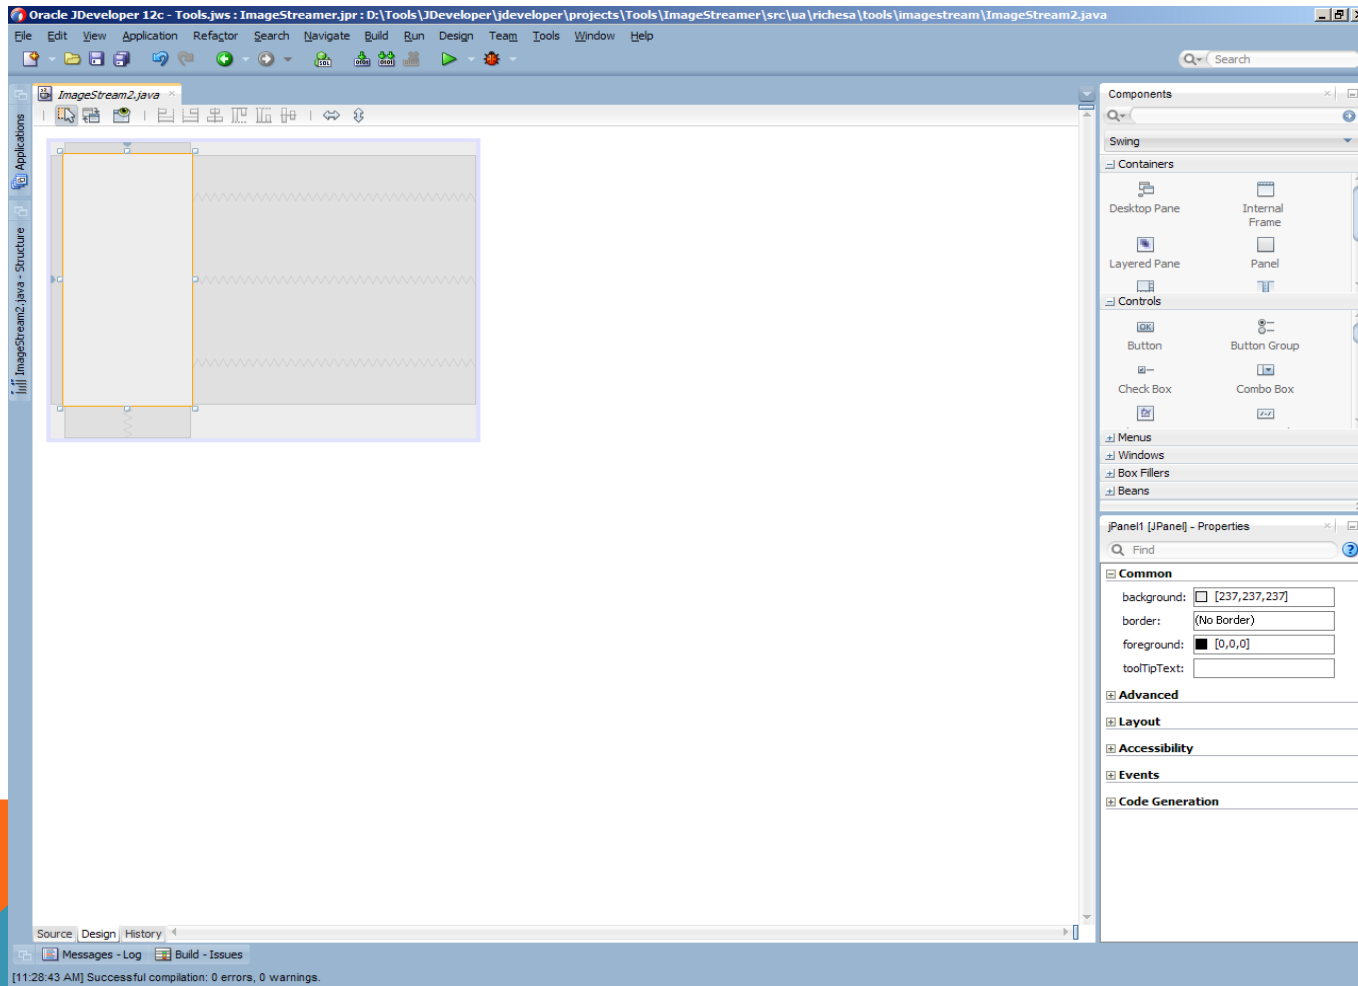 Oracle JDeveloper 12c - Tools.jws : ImageStreamer.jpr : D:\Tools\JDeveloper\jdeveloper\projects\Tools\ImageStreamer\src\ua\richesa\tools\imagestream\ImageStream2.java
File Edit View Application Refactor Search Navigate Build Run Design Team Tools Window Help
Search
ImageStream2.java
Applications
ImageStream2.java - Structure
Components
Swing
Containers
Desktop Pane
Internal
Frame
Layered Pane
Panel
Controls
OK
Button
Button Group
Check Box
Combo Box
Menus
Windows
Box Fillers
Beans
jPanel1 [JPanel] - Properties
Find
Common
background: [237,237,237]
border: (No Border)
foreground: [0,0,0]
toolTipText:
Advanced
Layout
Accessibility
Events
Code Generation
Source Design History
Messages - Log Build - Issues
[11:28:43 AM] Successful compilation: 0 errors, 0 warnings.